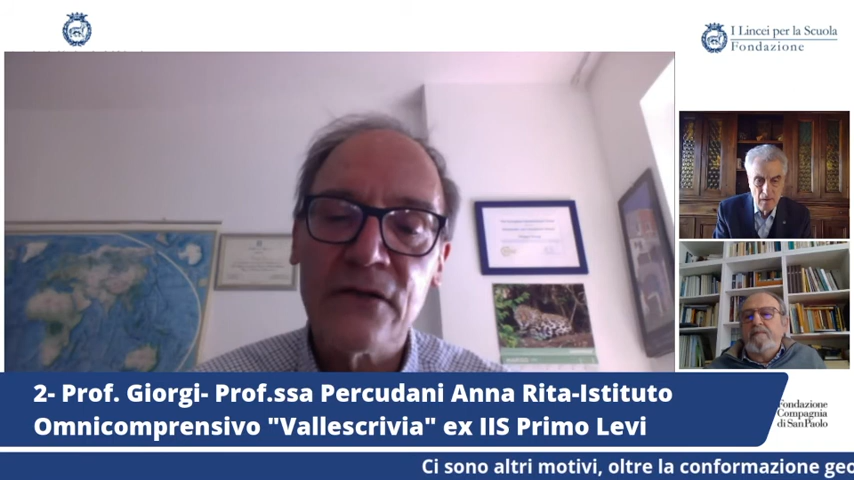 I Lincei per la Scuola
Fondazione
2- Prof. Giorgi- Prof.ssa Percudani Anna Rita-Istituto
Omnicomprensivo "Vallescrivia" ex IIS Primo Levi
Fondazione
Compagnia
di San Paolo
Ci sono altri motivi, oltre la conformazione geo